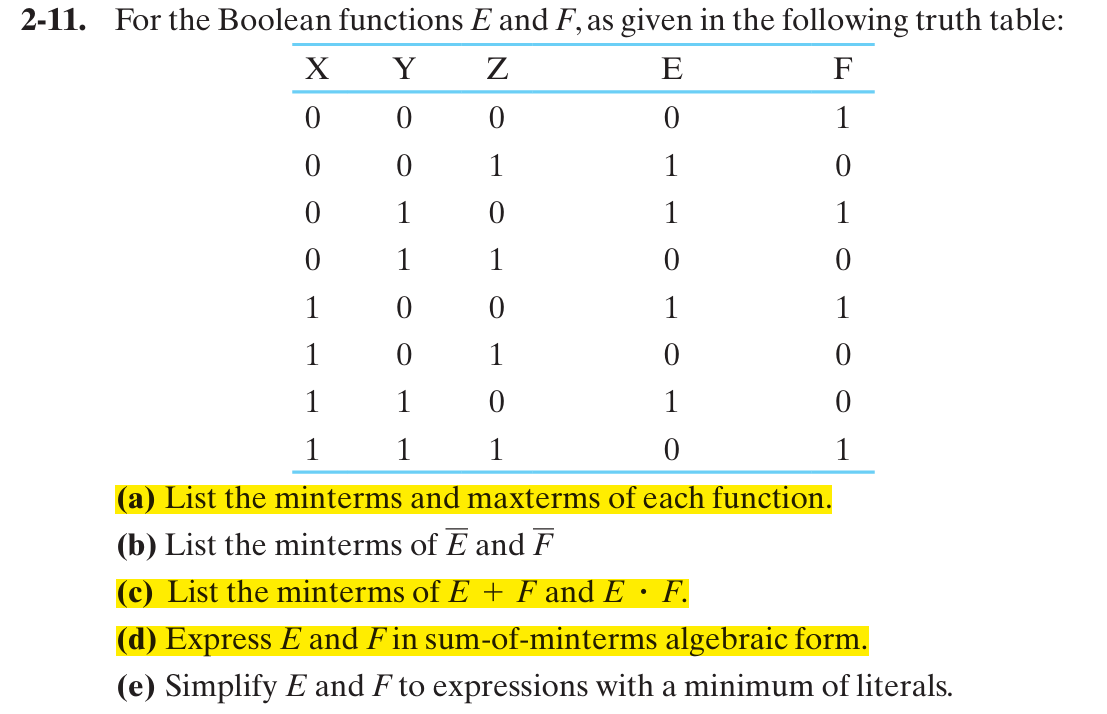 2-11. For the Boolean functions E and F, as given in the following truth table:
X Y Z E F
0 0 0 0 1
0 0 1 1 0
0 1 0 1 1
0 1 1 0 0
1 0 0 1 1
1 0 1 0 0
1 1 0 1 0
1 1 1 0 1
(a) List the minterms and maxterms of each function.
(b) List the minterms of E̅ and F̅
(c) List the minterms of E + F and E · F.
(d) Express E and F in sum-of-minterms algebraic form.
(e) Simplify E and F to expressions with a minimum of literals.